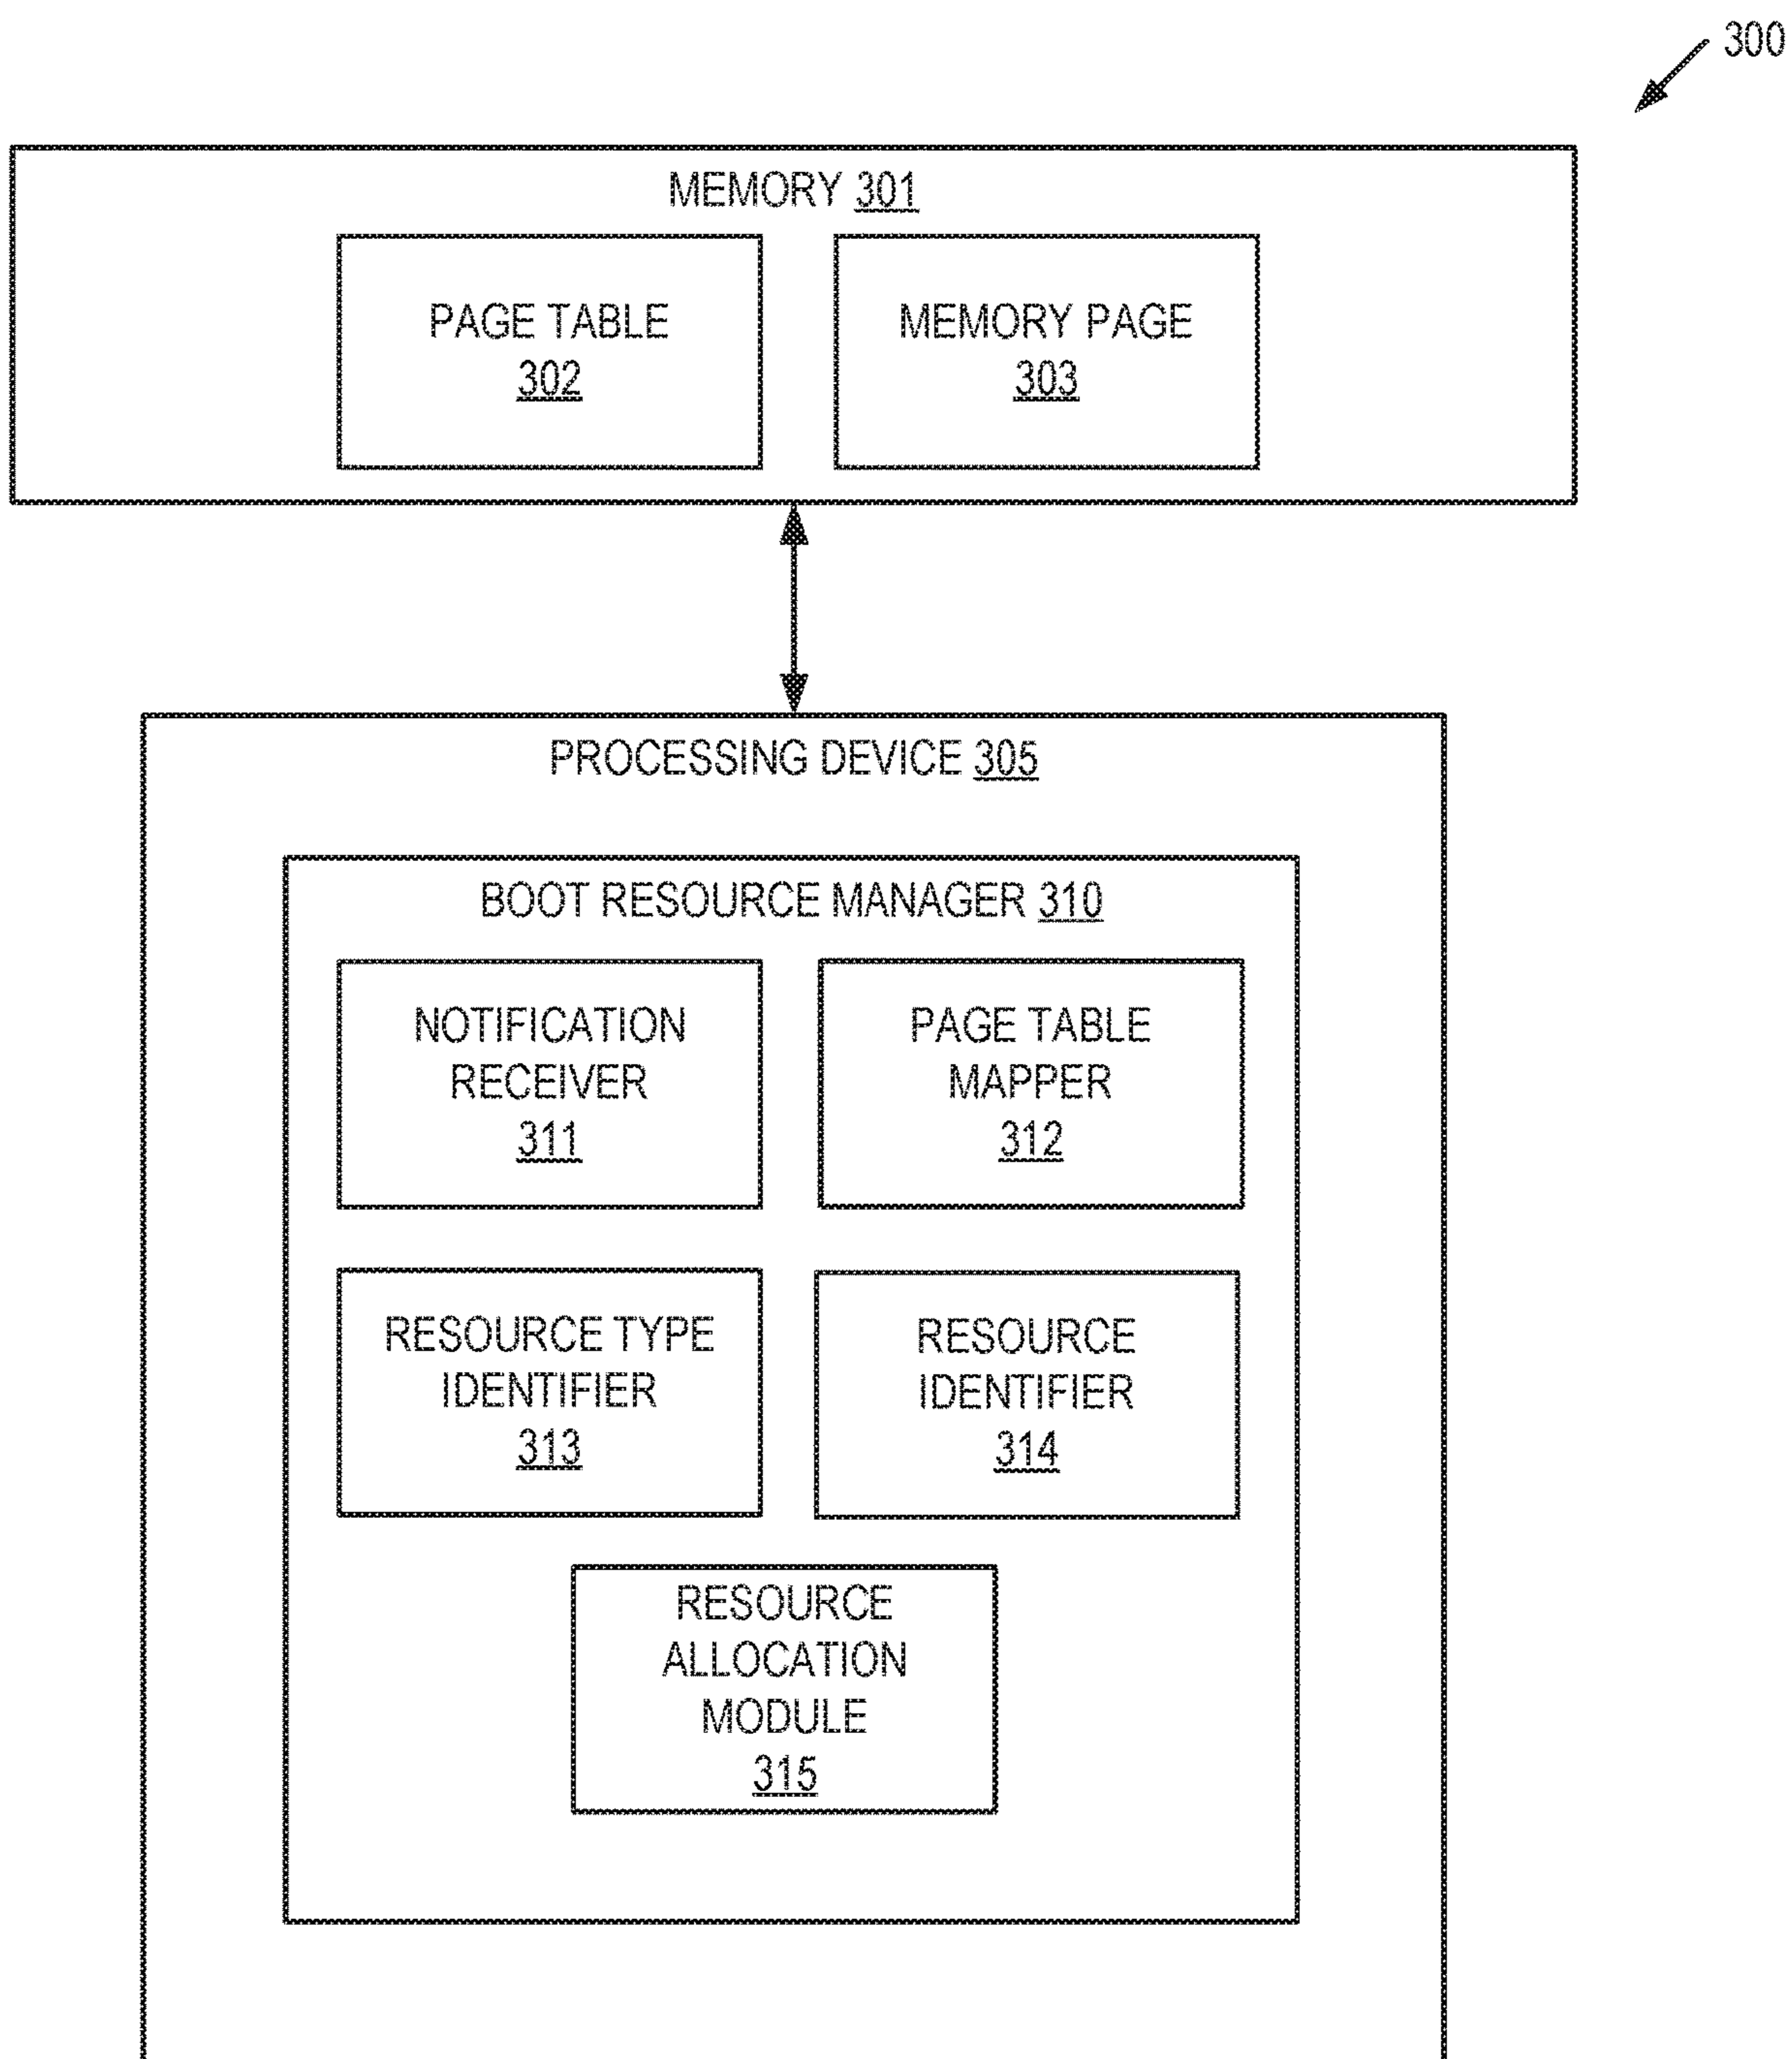 300
MEMORY 301
PAGE TABLE
302
MEMORY PAGE
303
PROCESSING DEVICE 305
BOOT RESOURCE MANAGER 310
NOTIFICATION
RECEIVER
311
PAGE TABLE
MAPPER
312
RESOURCE TYPE
IDENTIFIER
313
RESOURCE
IDENTIFIER
314
RESOURCE
ALLOCATION
MODULE
315